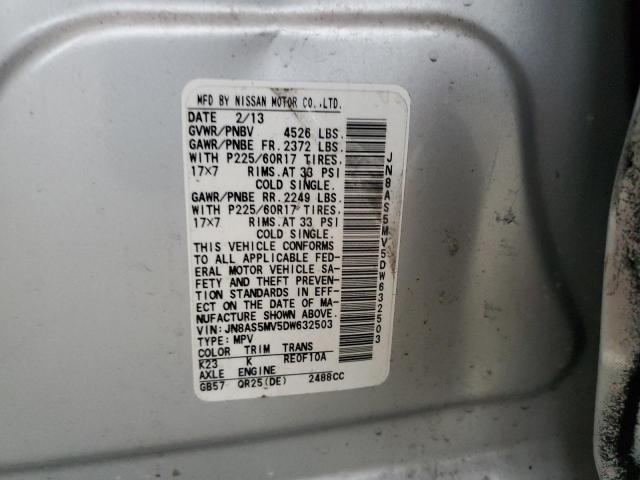 MFD BY NISSAN MOTOR CO.,LTD.
DATE 2/13
GVWR/PNBV 4526 LBS.
GAWR/PNBE FR. 2372 LBS.
WITH P225/60R17 TIRES.
17×7 RIMS. AT 33 PSI
COLD SINGLE.
GAWR/PNBE RR. 2249 LBS.
WITH P225/60R17 TIRES.
17×7 RIMS. AT 33 PSI
COLD SINGLE.
THIS VEHICLE CONFORMS
TO ALL APPLICABLE FED-
ERAL MOTOR VEHICLE SA-
FETY AND THEFT PREVEN-
TION STANDARDS IN EFF-
ECT ON THE DATE OF MA-
NUFACTURE SHOWN ABOVE.
VIN: JN8AS5MV5DW632503
TYPE: MPV
COLOR TRIM TRANS
K23 K RE0F10A
AXLE ENGINE
GB57 QR25(DE) 2488CC
JN8AS5MV5DW632503